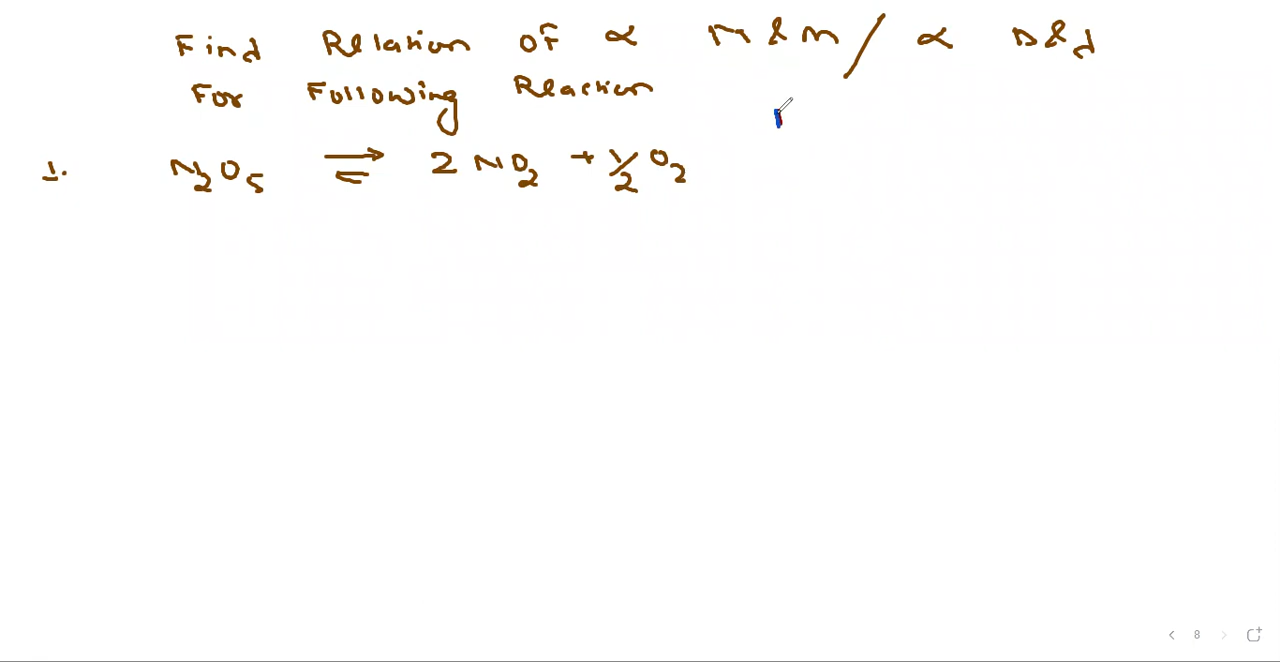 Find Relation of α M & m / α D & d
For Following Reaction
1. N₂O₅ ⇌ 2 NO₂ + 1/2 O₂
8